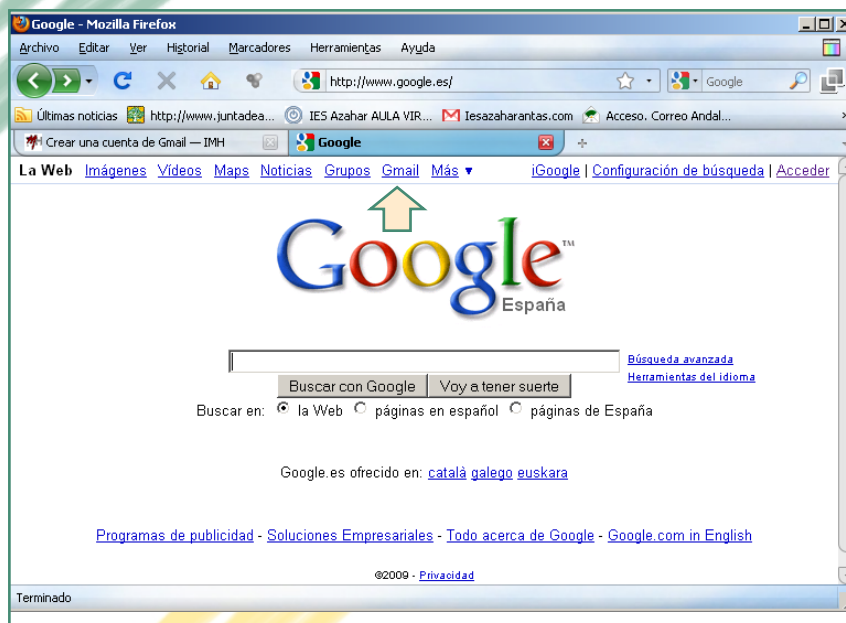 Google - Mozilla Firefox
Archivo Editar Ver Historial Marcadores Herramientas Ayuda
http://www.google.es/ Google
Últimas noticias http://www.juntadea... IES Azahar AULA VIR... Iesazaharantas.com Acceso. Correo Andal...
Crear una cuenta de Gmail — IMH Google
La Web Imágenes Vídeos Maps Noticias Grupos Gmail Más ▼ iGoogle | Configuración de búsqueda | Acceder
Google™
España
Búsqueda avanzada
Herramientas del idioma
Buscar con Google Voy a tener suerte
Buscar en: la Web páginas en español páginas de España
Google.es ofrecido en: català galego euskara
Programas de publicidad - Soluciones Empresariales - Todo acerca de Google - Google.com in English
©2009 - Privacidad
Terminado